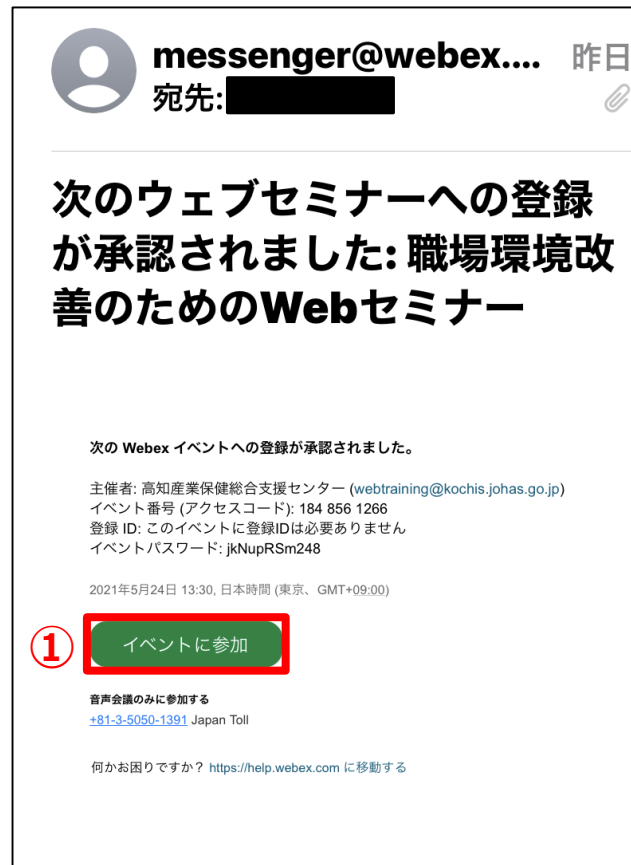 messenger@webex.... 昨日
宛先:
次のウェブセミナーへの登録
が承認されました: 職場環境改
善のためのWebセミナー
次の Webex イベントへの登録が承認されました。
主催者: 高知産業保健総合支援センター (webtraining@kochis.johas.go.jp)
イベント番号 (アクセスコード): 184 856 1266
登録 ID: このイベントに登録IDは必要ありません
イベントパスワード: jkNupRSm248
2021年5月24日 13:30, 日本時間 (東京、GMT+09:00)
① イベントに参加
音声会議のみに参加する
+81-3-5050-1391 Japan Toll
何かお困りですか? https://help.webex.com に移動する